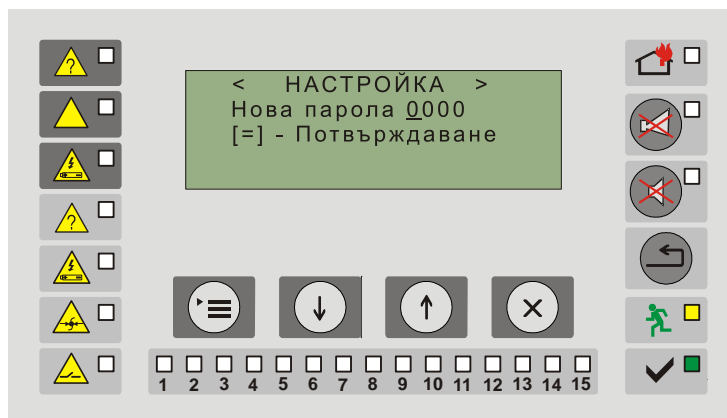 < НАСТРОЙКА >
Нова парола 0000
[=] - Потвърждаване
?
?
1 2 3 4 5 6 7 8 9 10 11 12 13 14 15